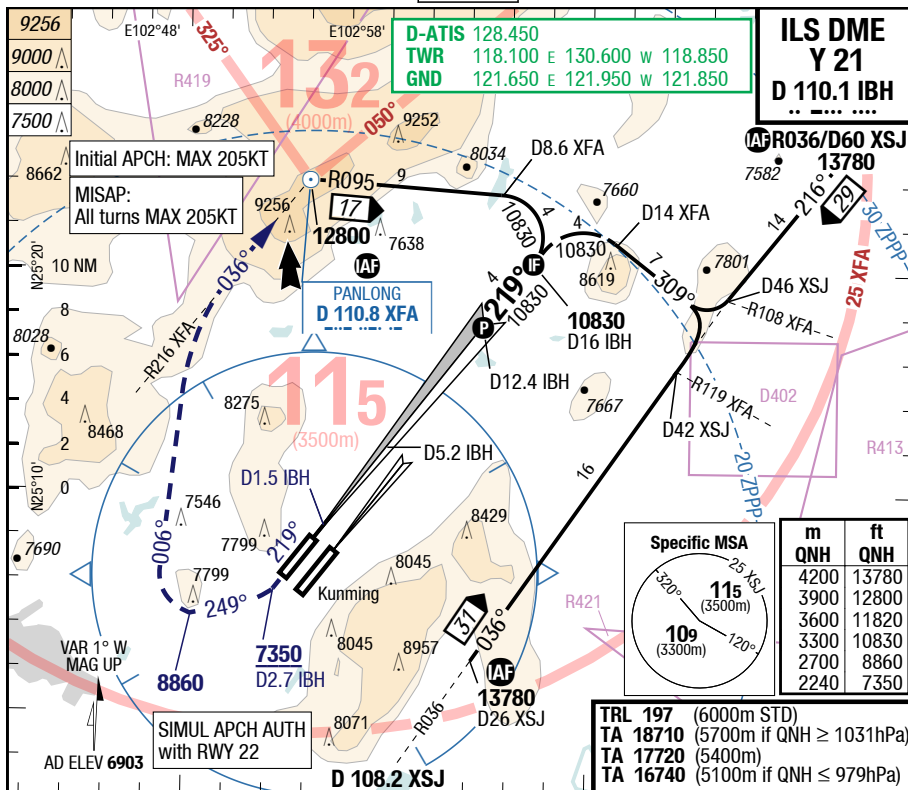 9256
9000
8000
7500
E102°48'
E102°58'
R419
325°
132
(4000m)
050°
D-ATIS 128.450
TWR 118.100 E 130.600 W 118.850
GND 121.650 E 121.950 W 121.850
ILS DME
Y 21
D 110.1 IBH
IAF R036/D60 XSJ
13780
7582
8228
9252
8034
8662
Initial APCH: MAX 205KT
MISAP:
All turns MAX 205KT
D8.6 XFA
R095
9
17
12800
IAF
9256
7638
7660
4
4
10830
10830
D14 XFA
216°
14
29
30 ZPPP
25 XFA
N25°20'
10 NM
8
6
4
2
0
N25°10'
036°
PANLONG
D 110.8 XFA
IF
10830
D16 IBH
8619
7
309°
7801
D46 XSJ
R108 XFA
219°
4
10830
P
D12.4 IBH
8028
R216 XFA
115
(3500m)
8275
8468
7667
R119 XFA
D402
D42 XSJ
R413
D5.2 IBH
D1.5 IBH
16
20 ZPPP
7546
7690
006°
7799
7799
219°
249°
8429
8045
Kunming
8045
8957
31
036°
IAF
13780
D26 XSJ
7350
D2.7 IBH
8860
VAR 1° W
MAG UP
AD ELEV 6903
SIMUL APCH AUTH
with RWY 22
8071
R036
D 108.2 XSJ
R421
Specific MSA
25 XSJ
320°
115
(3500m)
109
(3300m)
120°
m ft
QNH QNH
4200 13780
3900 12800
3600 11820
3300 10830
2700 8860
2240 7350
TRL 197 (6000m STD)
TA 18710 (5700m if QNH ≥ 1031hPa)
TA 17720 (5400m)
TA 16740 (5100m if QNH ≤ 979hPa)